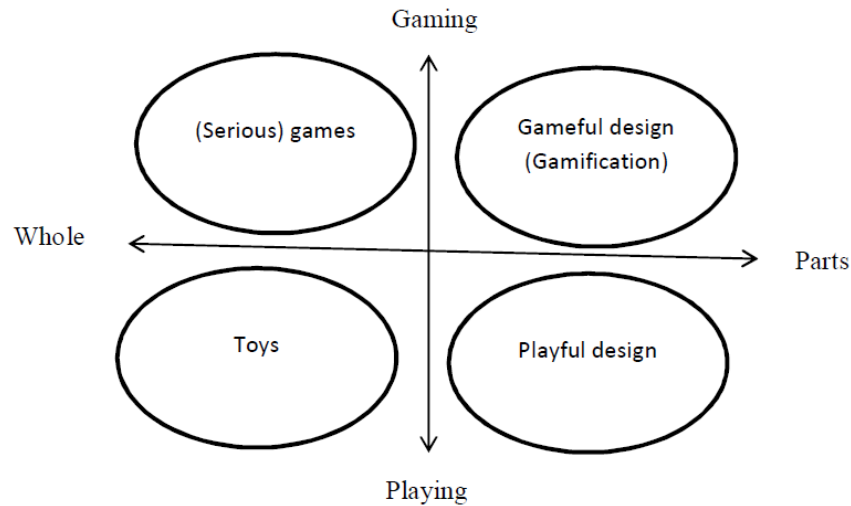 Gaming
(Serious) games
Gameful design
(Gamification)
Whole
Parts
Toys
Playful design
Playing